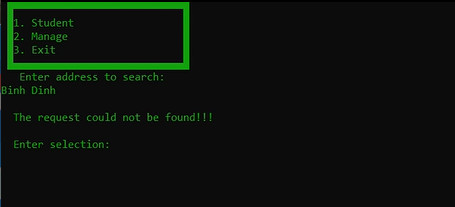 1. Student
2. Manage
3. Exit
Enter address to search:
Binh Dinh
The request could not be found!!!
Enter selection: